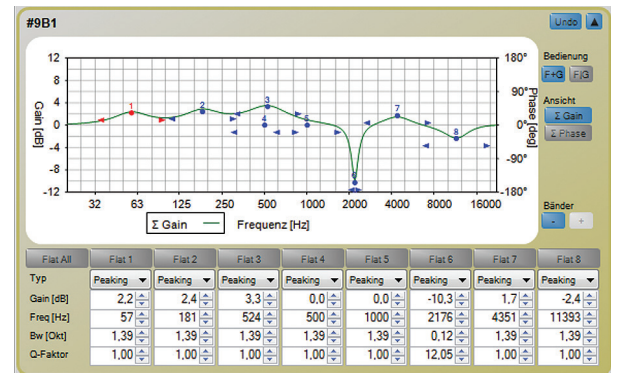 #9B1 Undo
12 180° Bedienung
8 F+G F|G
4 90° Ansicht
0 0° Σ Gain
Σ Phase
-4 -90°
-8
-12 -180°
Gain [dB]
Phase [deg]
1 2 3 4 5 6 7 8
32 63 125 250 500 1000 2000 4000 8000 16000
Bänder
- +
Σ Gain Frequenz [Hz]
Flat All Flat 1 Flat 2 Flat 3 Flat 4 Flat 5 Flat 6 Flat 7 Flat 8
Typ Peaking Peaking Peaking Peaking Peaking Peaking Peaking Peaking
Gain [dB] 2,2 2,4 3,3 0,0 0,0 -10,3 1,7 -2,4
Freq [Hz] 57 181 524 500 1000 2176 4351 11393
Bw [Okt] 1,39 1,39 1,39 1,39 1,39 0,12 1,39 1,39
Q-Faktor 1,00 1,00 1,00 1,00 1,00 12,05 1,00 1,00